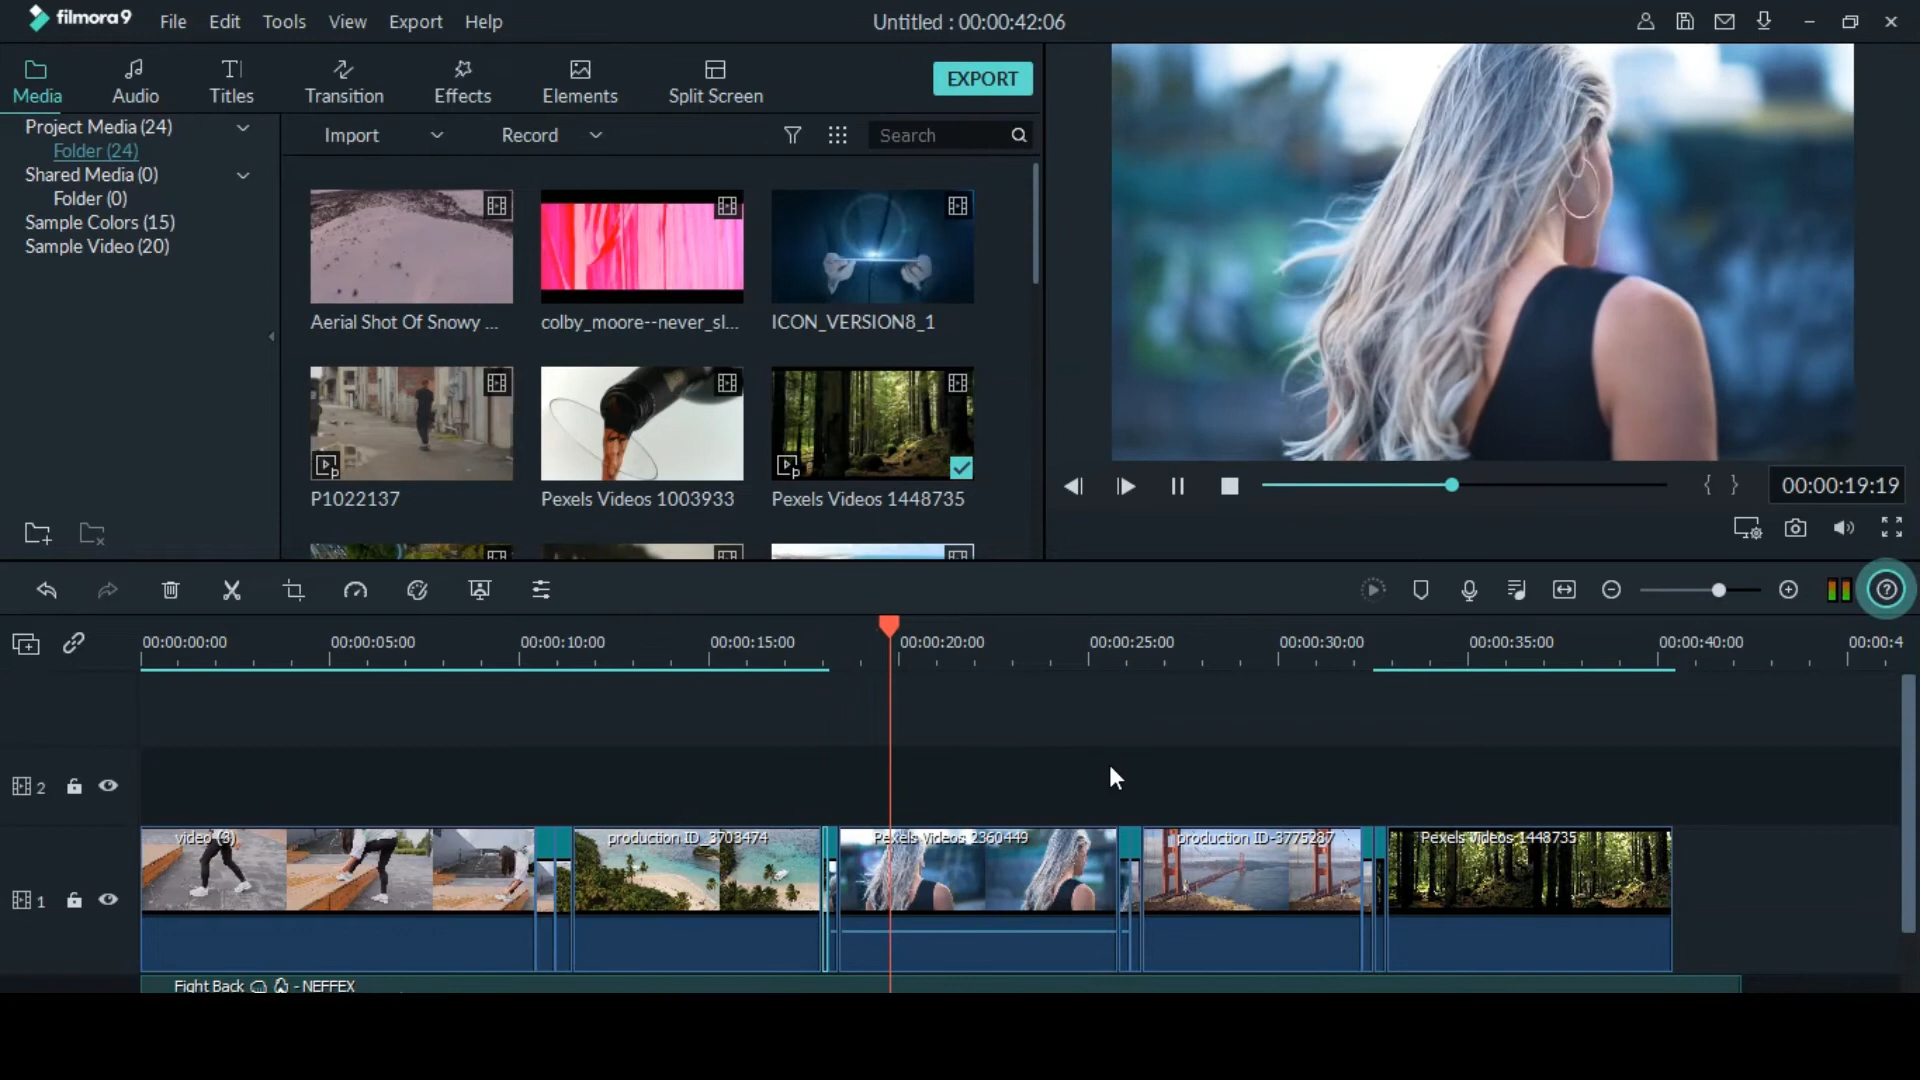 filmora9 File Edit Tools View Export Help Untitled : 00:00:42:06
Media Audio Titles Transition Effects Elements Split Screen EXPORT
Project Media (24)
Folder (24)
Shared Media (0)
Folder (0)
Sample Colors (15)
Sample Video (20)
Import Record Search
Aerial Shot Of Snowy ... colby_moore--never_sl... ICON_VERSION8_1
P1022137 Pexels Videos 1003933 Pexels Videos 1448735
00:00:19:19
00:00:00:00 00:00:05:00 00:00:10:00 00:00:15:00 00:00:20:00 00:00:25:00 00:00:30:00 00:00:35:00 00:00:40:00 00:00:4
2
video (3) production ID_3703474 Pexels Videos 2360449 production ID-3775287 Pexels Videos 1448735
1
Fight Back - NEFFEX